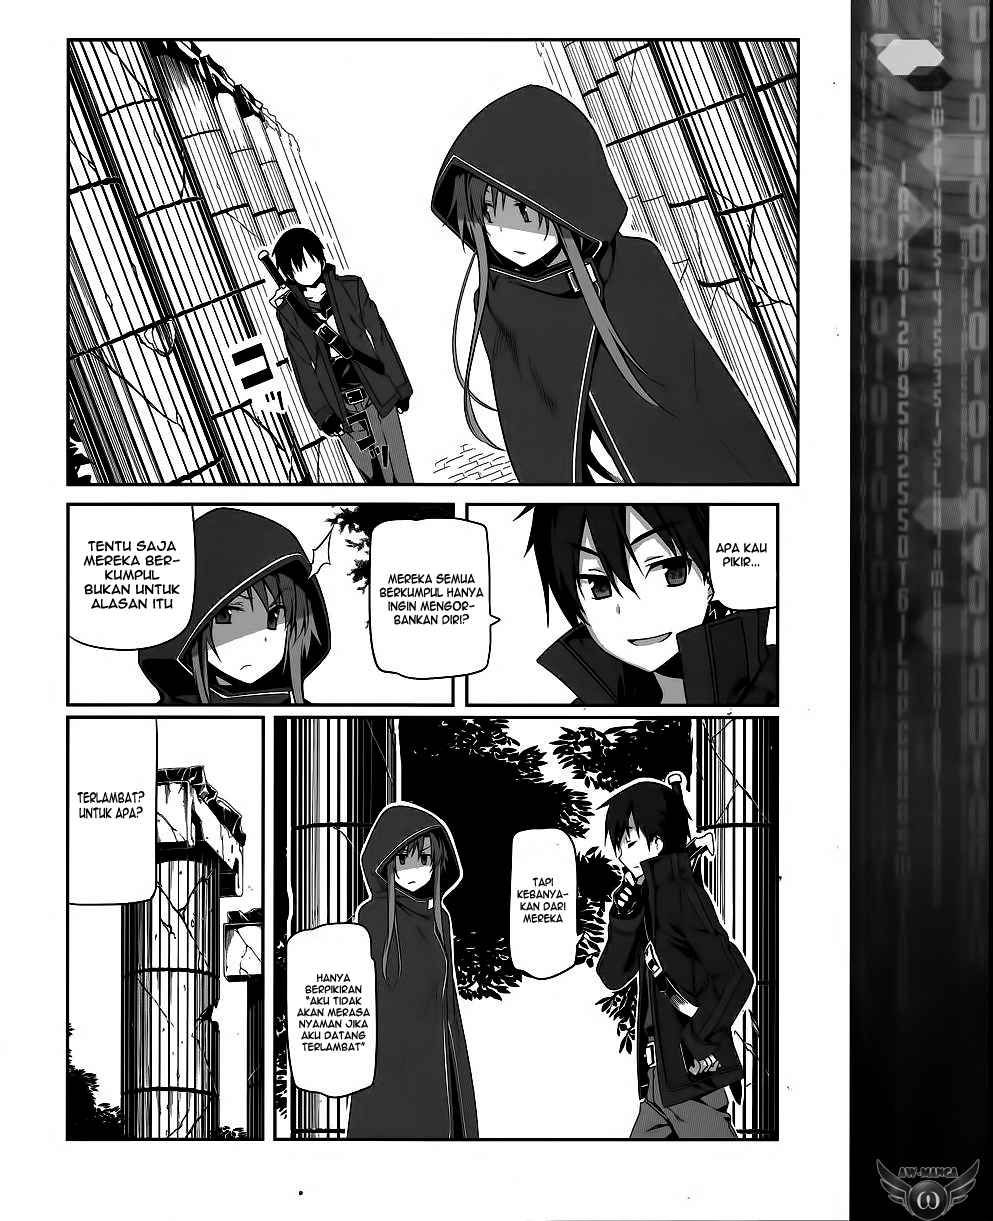 コッ
APA KAU
PIKIR...
MEREKA SEMUA
BERKUMPUL HANYA
INGIN MENGOR-
BANKAN DIRI?
TENTU SAJA
MEREKA BER-
KUMPUL
BUKAN UNTUK
ALASAN ITU
TAPI
KEBANYA-
KAN DARI
MEREKA
HANYA
BERPIKIRAN
"AKU TIDAK
AKAN MERASA
NYAMAN JIKA
AKU DATANG
TERLAMBAT"
TERLAMBAT?
UNTUK APA?
AW-MANGA